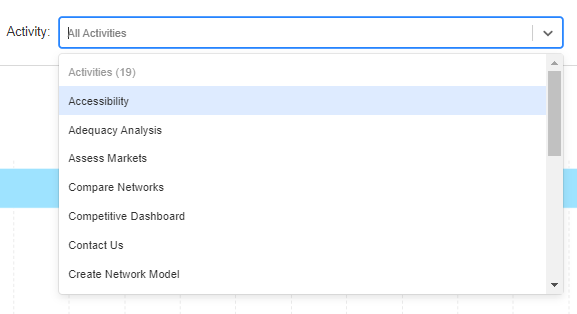 Activity: All Activities
Activities (19)
Accessibility
Adequacy Analysis
Assess Markets
Compare Networks
Competitive Dashboard
Contact Us
Create Network Model